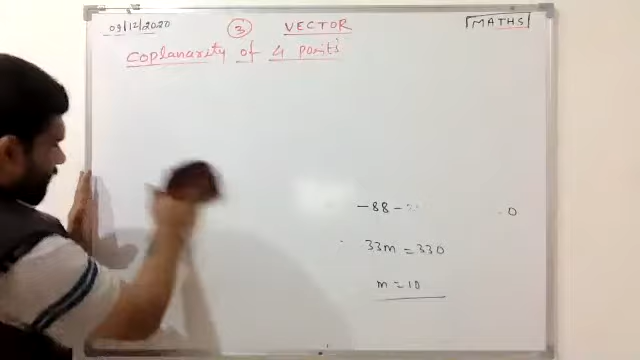 09/12/2020 3 VECTOR MATHS
Coplanarity of 4 points
-88- 0
33m = 330
m = 10